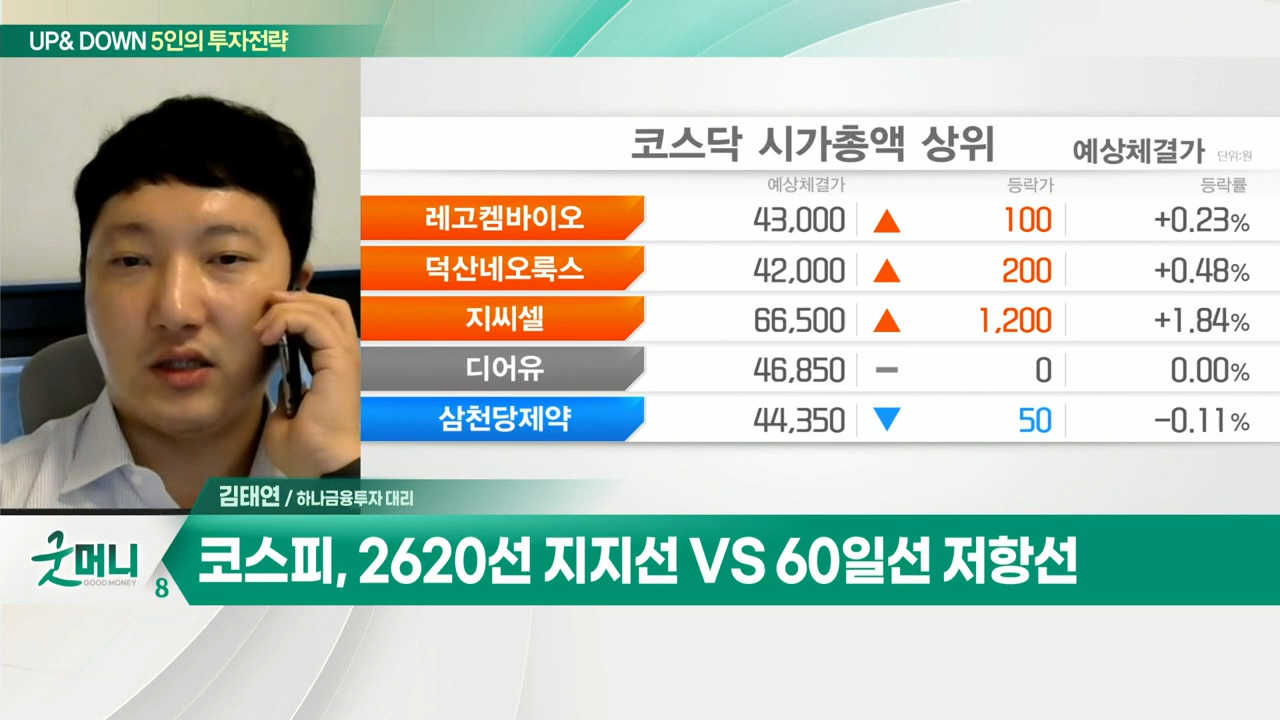 UP& DOWN 5인의 투자전략
코스닥 시가총액 상위 예상체결가 단위:원
예상체결가 등락가 등락률
레고켐바이오 43,000 ▲ 100 +0.23%
덕산네오룩스 42,000 ▲ 200 +0.48%
지씨셀 66,500 ▲ 1,200 +1.84%
디어유 46,850 - 0 0.00%
삼천당제약 44,350 ▼ 50 -0.11%
김태연 / 하나금융투자 대리
굿머니
GOOD MONEY
8
코스피, 2620선 지지선 VS 60일선 저항선